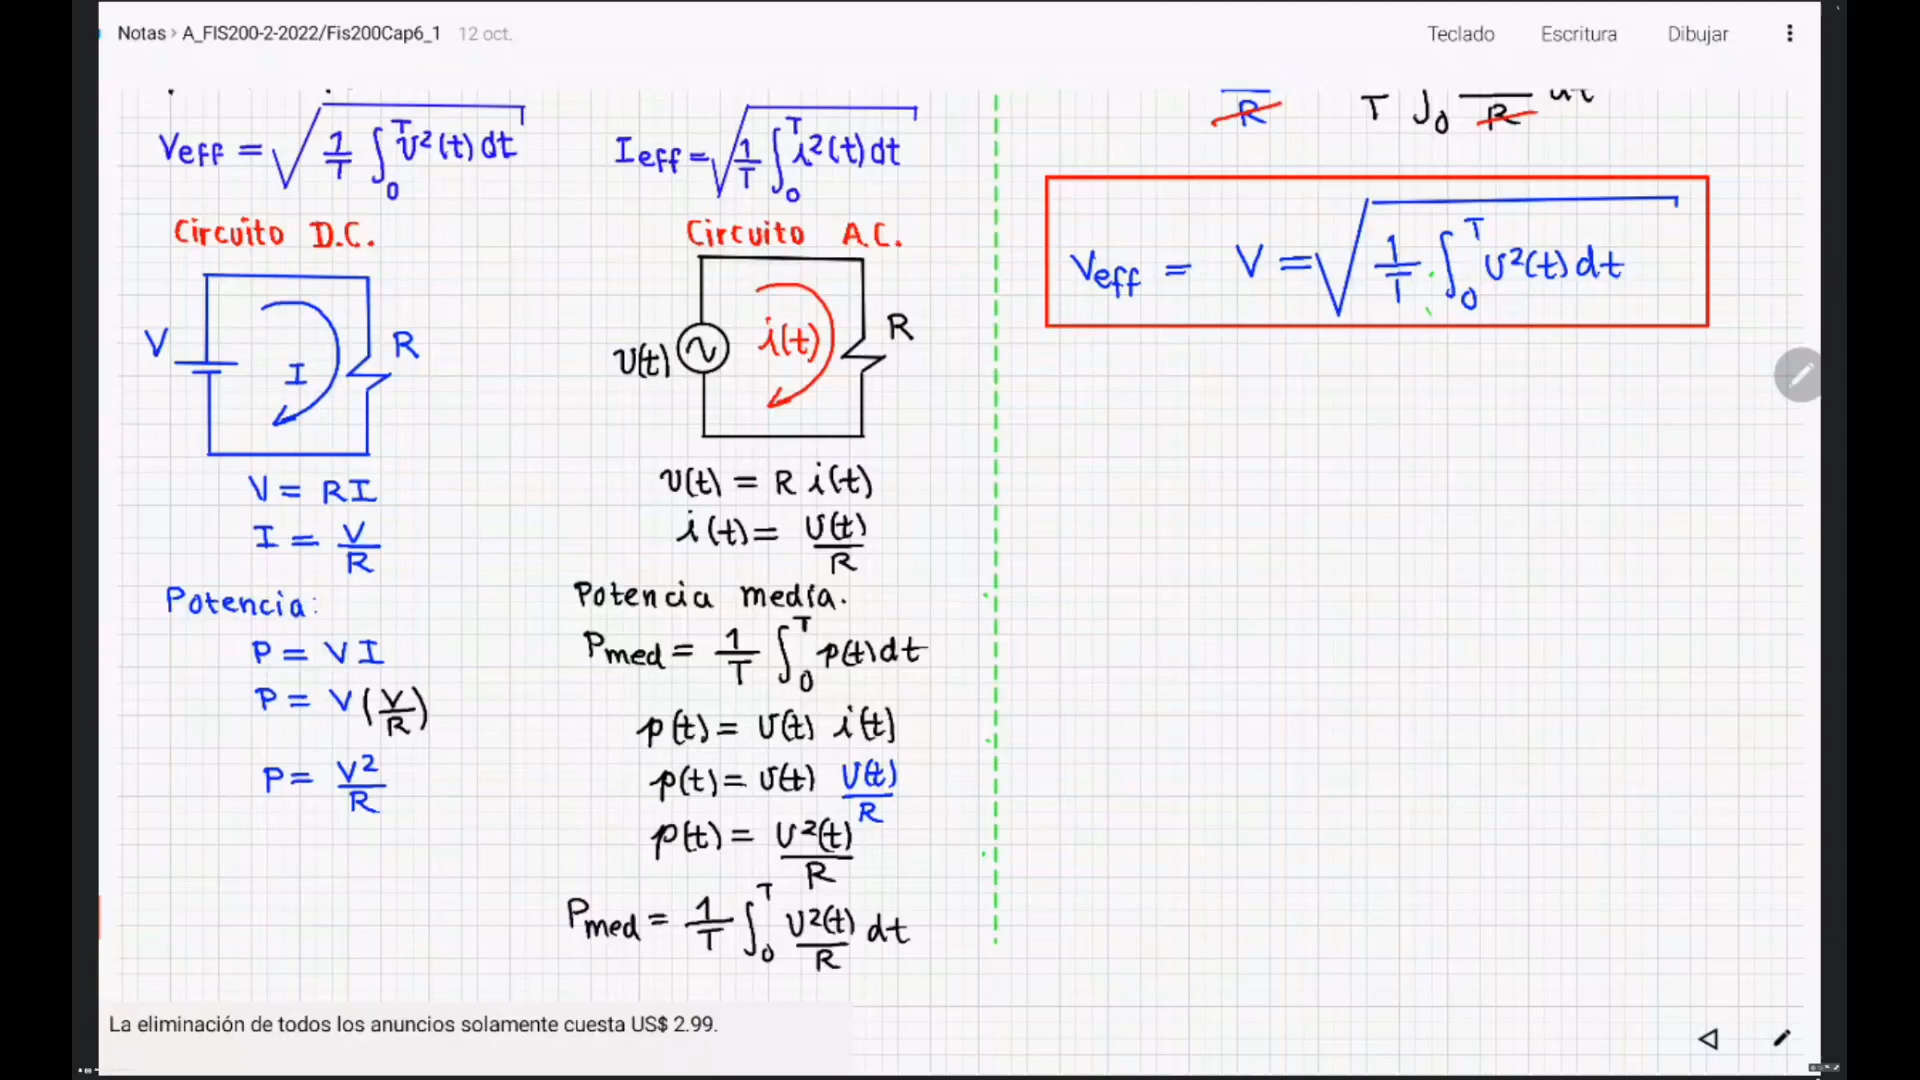 Notas › A_FIS200-2-2022/Fis200Cap6_1 12 oct.
Teclado Escritura Dibujar
Veff = √(1/T ∫₀ᵀ v²(t) dt)
Ieff = √(1/T ∫₀ᵀ i²(t) dt)
Circuito D.C.
V
I
R
V = RI
I = V/R
Potencia:
P = VI
P = V (V/R)
P = V²/R
Circuito A.C.
v(t)
i(t)
R
v(t) = R i(t)
i(t) = v(t)/R
Potencia media.
Pmed = 1/T ∫₀ᵀ p(t) dt
p(t) = v(t) i(t)
p(t) = v(t) v(t)/R
p(t) = v²(t)/R
Pmed = 1/T ∫₀ᵀ v²(t)/R dt
R T ∫₀ R dt
Veff = V = √(1/T · ∫₀ᵀ v²(t) dt)
La eliminación de todos los anuncios solamente cuesta US$ 2.99.